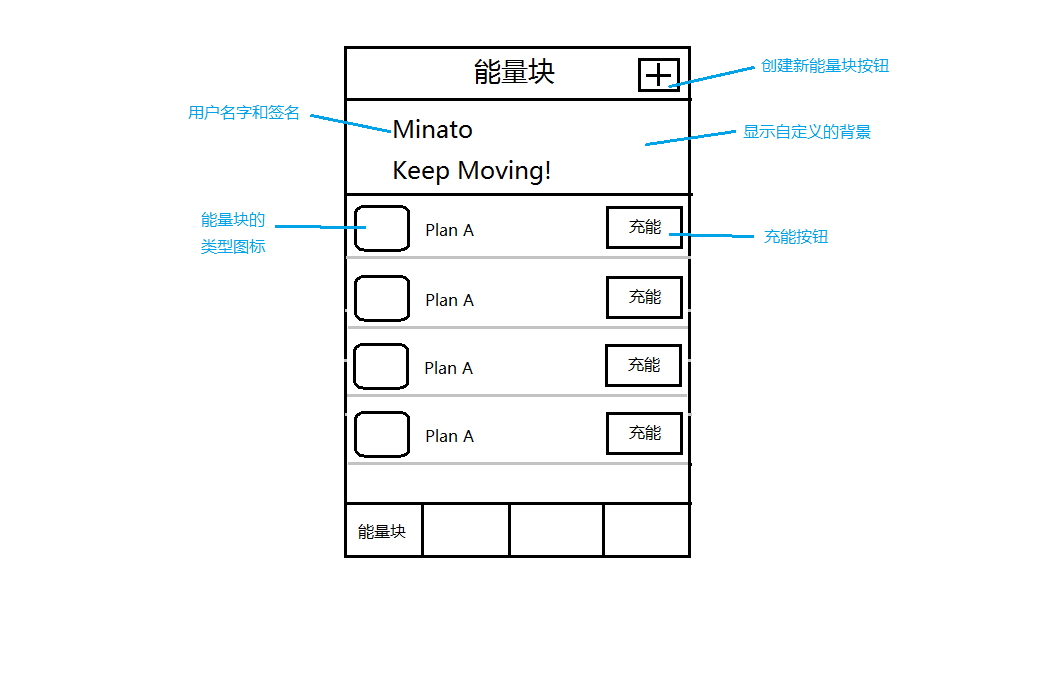 能量块
创建新能量块按钮
用户名字和签名
Minato
显示自定义的背景
Keep Moving!
能量块的
类型图标
Plan A
充能
充能按钮
Plan A
充能
Plan A
充能
Plan A
充能
能量块